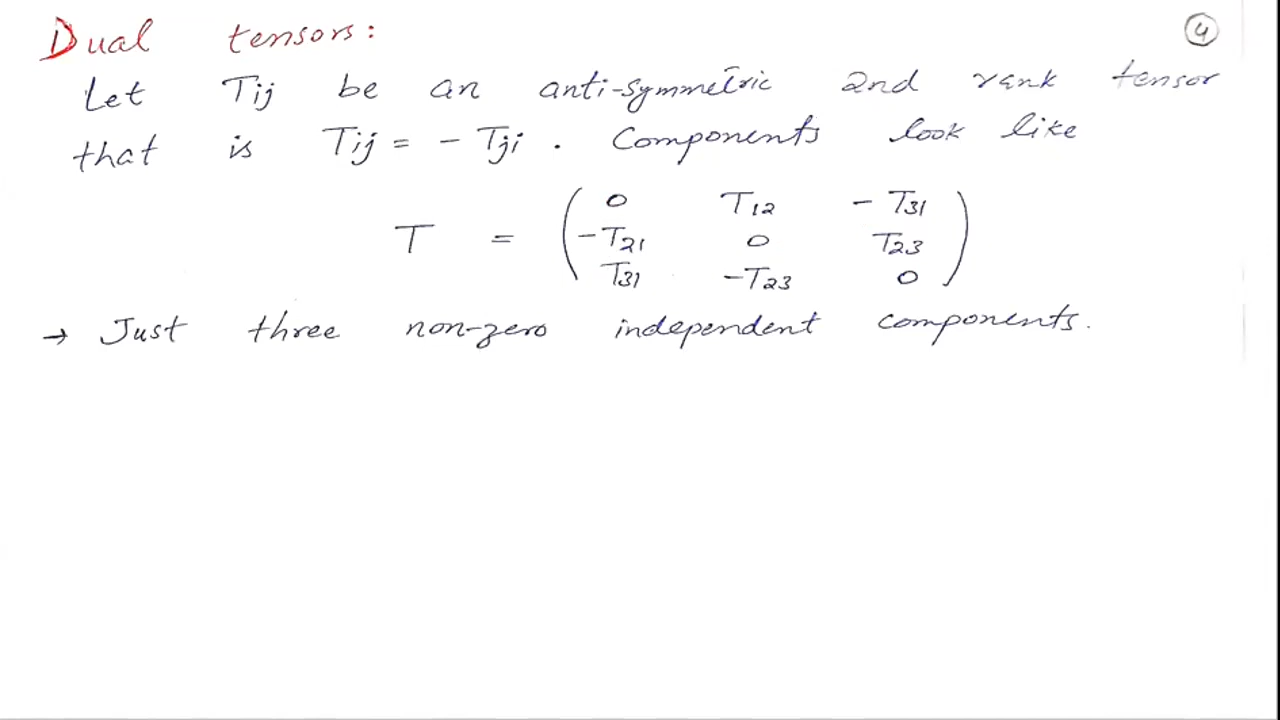 Dual tensors: 4
Let Tij be an anti-symmetric 2nd rank tensor
that is Tij = - Tji . Components look like
T = ( 0 T12 - T31
-T21 0 T23
T31 -T23 0 )
→ Just three non-zero independent components.